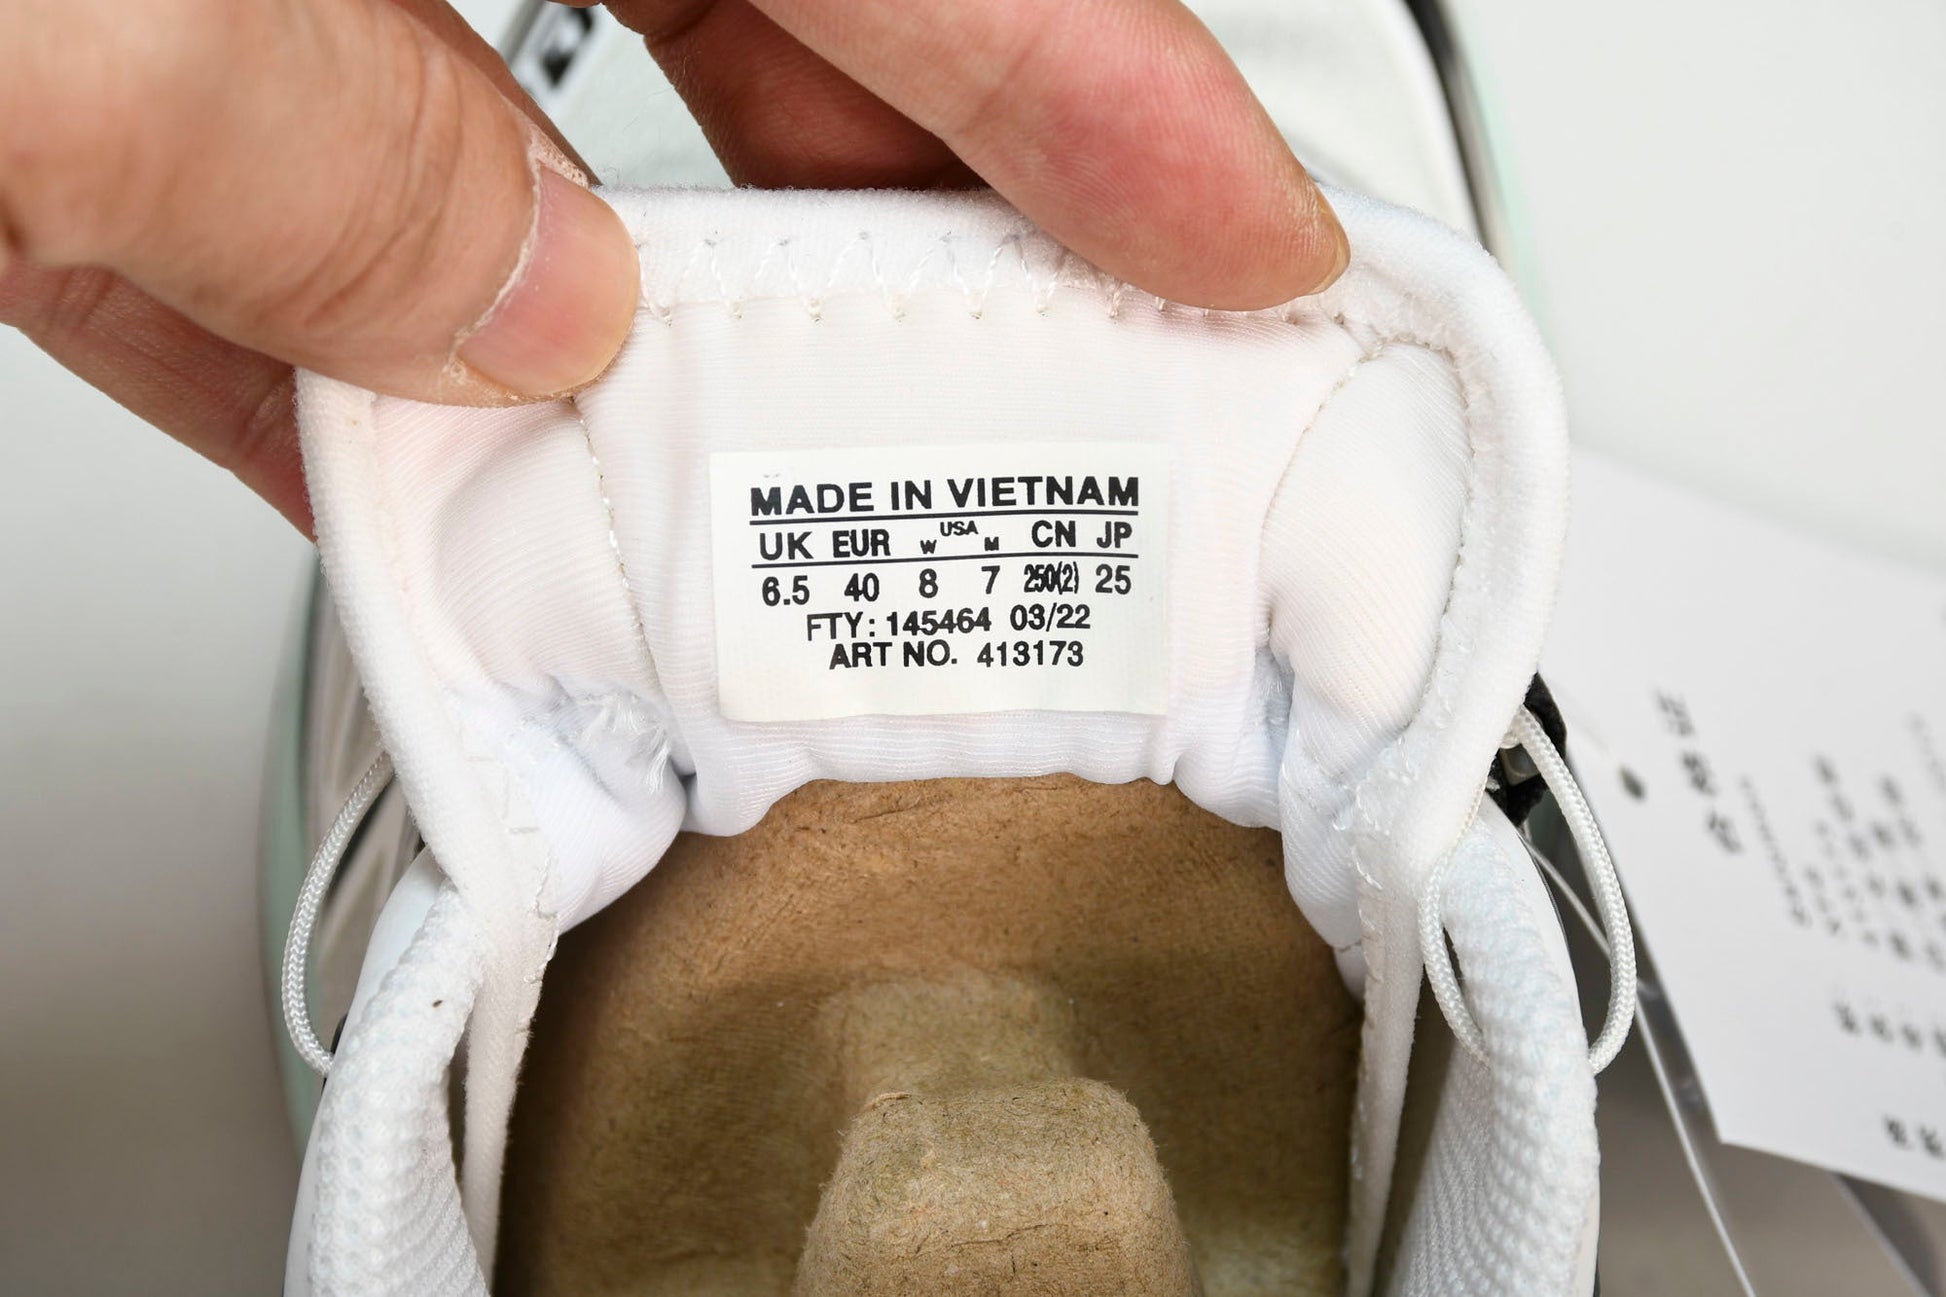 MADE IN VIETNAM
UK EUR W USA M CN JP
6.5 40 8 7 250(2) 25
FTY: 145464 03/22
ART NO. 413173